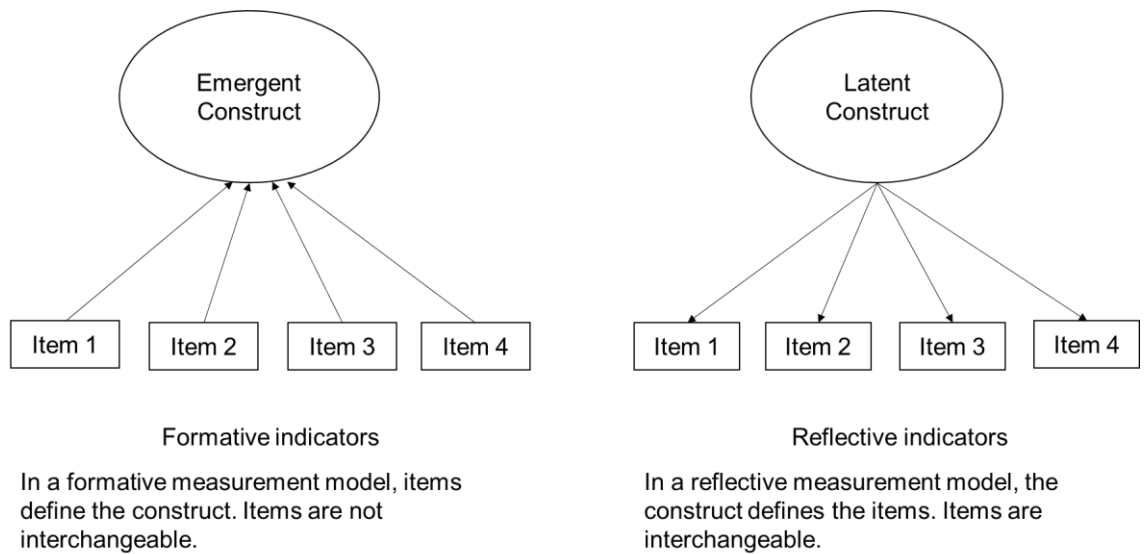 Emergent
Construct
Item 1
Item 2
Item 3
Item 4
Formative indicators
In a formative measurement model, items
define the construct. Items are not
interchangeable.
Latent
Construct
Item 1
Item 2
Item 3
Item 4
Reflective indicators
In a reflective measurement model, the
construct defines the items. Items are
interchangeable.